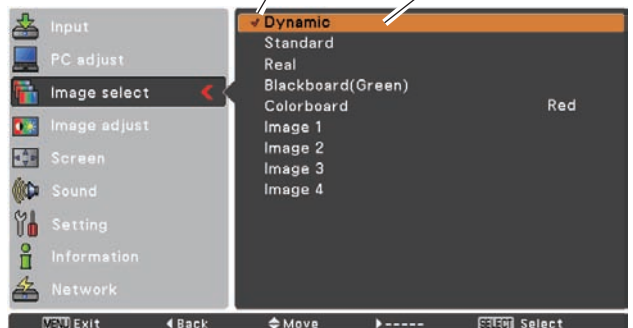 Input
PC adjust
Image select
Image adjust
Screen
Sound
Setting
Information
Network
Dynamic
Standard
Real
Blackboard(Green)
Colorboard Red
Image 1
Image 2
Image 3
Image 4
MENU Exit Back Move ----- SELECT Select